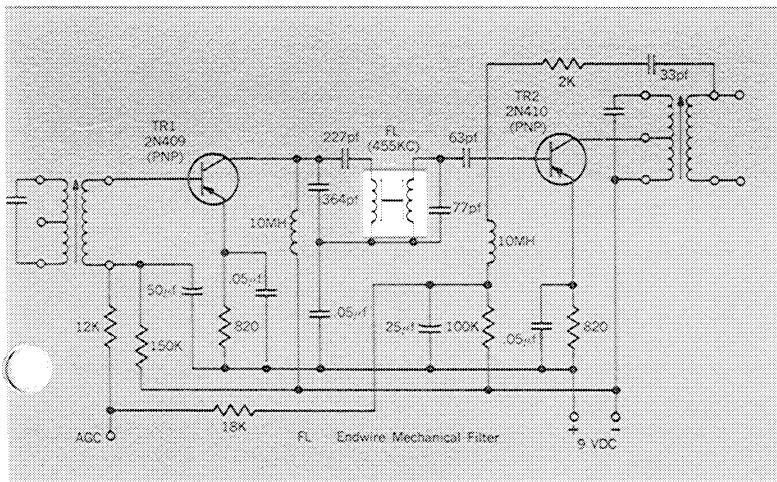 33pf
2K
TR1
2N409
(PNP)
TR2
2N410
(PNP)
227pf
FL
(455KC)
63pf
364pf
77pf
10MH
10MH
50µf
.05µf
.05µf
12K
150K
820
25µf
100K
.05µf
820
18K
AGC
FL Endwire Mechanical Filter
+
−
9 VDC